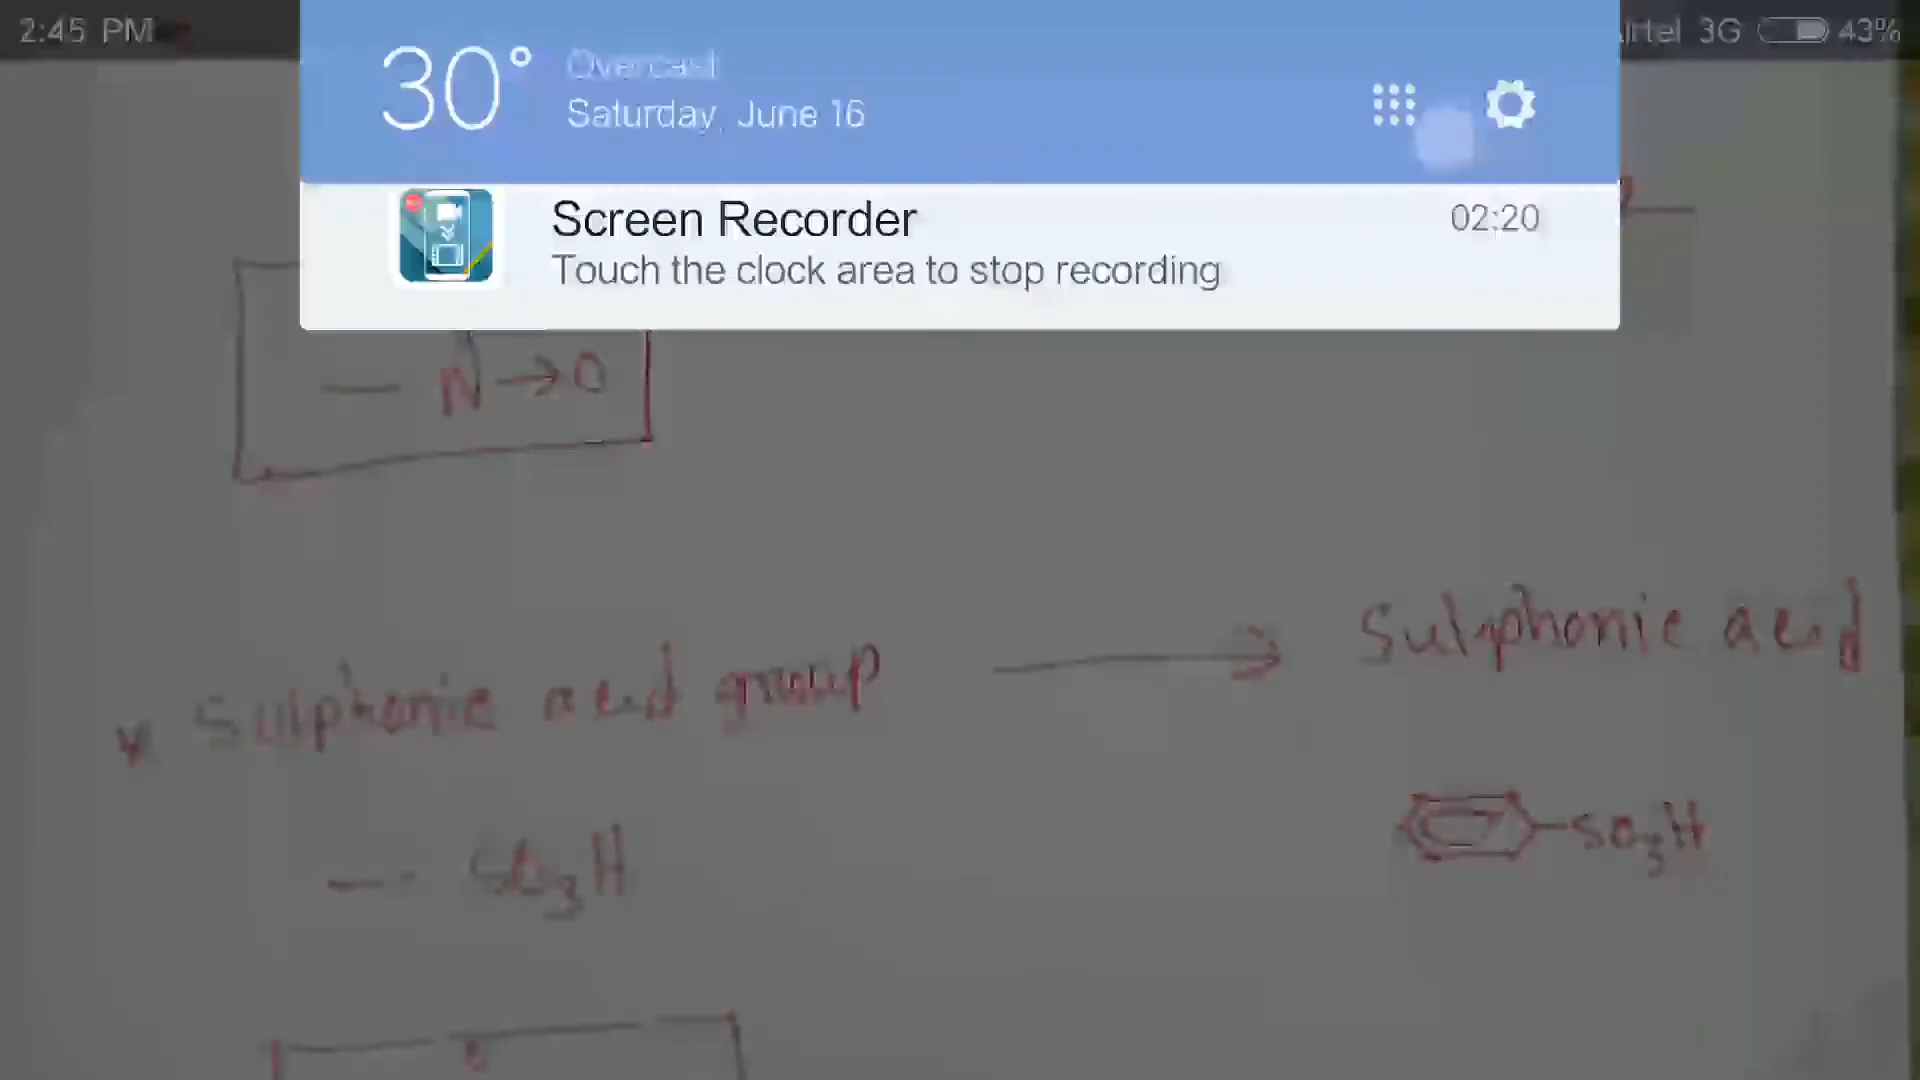 2:45 PM
Airtel 3G 43%
30° Overcast
Saturday, June 16
Screen Recorder 02:20
Touch the clock area to stop recording
— N → O
Sulphonic acid group → Sulphonic acid
— SO₃H
SO₃H